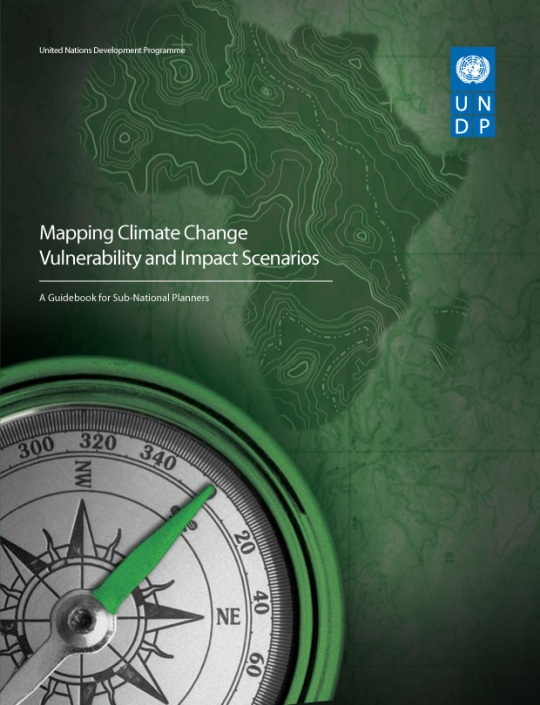 United Nations Development Programme
U N
D P
Mapping Climate Change
Vulnerability and Impact Scenarios
A Guidebook for Sub-National Planners
300
320
340
NW
20
NE
40
60